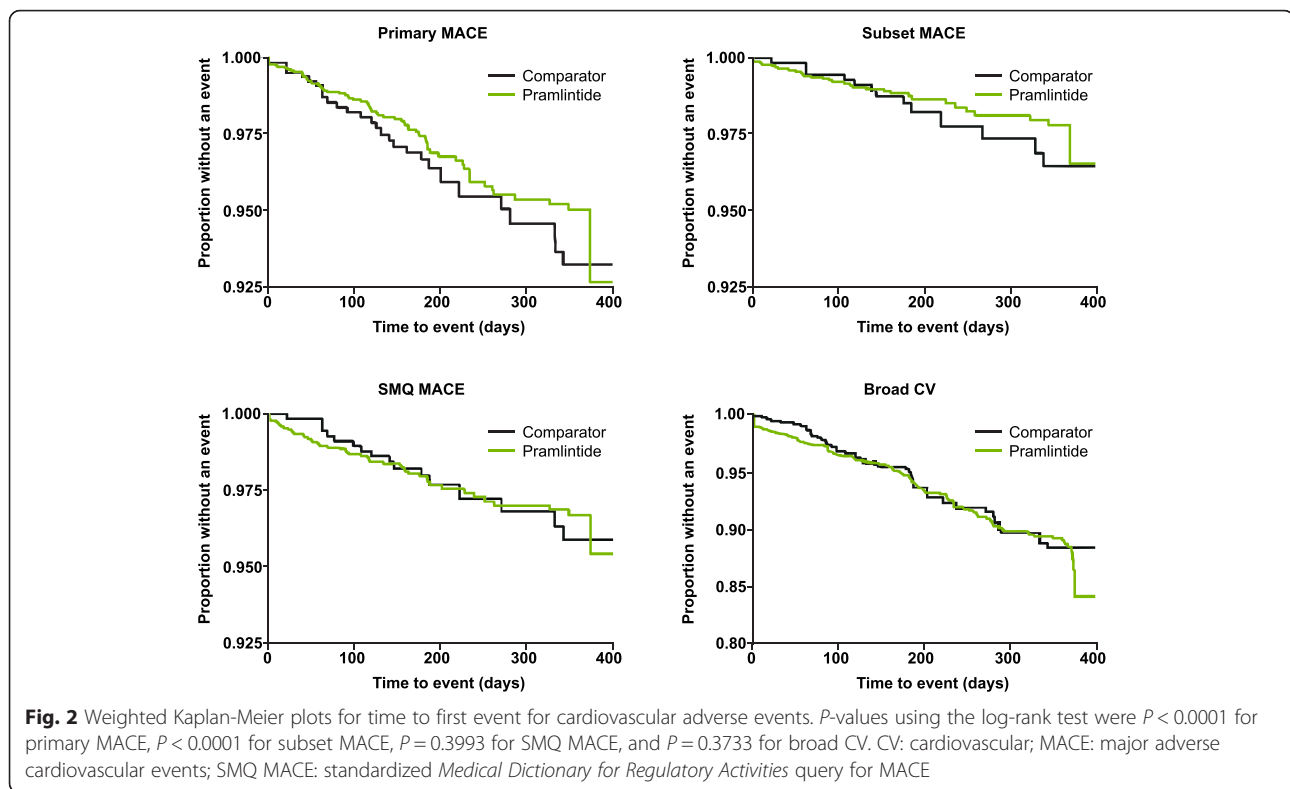 Primary MACE
1.000
0.975
0.950
0.925
Proportion without an event
Comparator
Pramlintide
0 100 200 300 400
Time to event (days)
Subset MACE
1.000
0.975
0.950
0.925
Proportion without an event
Comparator
Pramlintide
0 100 200 300 400
Time to event (days)
SMQ MACE
1.000
0.975
0.950
0.925
Proportion without an event
Comparator
Pramlintide
0 100 200 300 400
Time to event (days)
Broad CV
1.00
0.95
0.90
0.85
0.80
Proportion without an event
Comparator
Pramlintide
0 100 200 300 400
Time to event (days)
Fig. 2 Weighted Kaplan-Meier plots for time to first event for cardiovascular adverse events. P-values using the log-rank test were P < 0.0001 for
primary MACE, P < 0.0001 for subset MACE, P = 0.3993 for SMQ MACE, and P = 0.3733 for broad CV. CV: cardiovascular; MACE: major adverse
cardiovascular events; SMQ MACE: standardized Medical Dictionary for Regulatory Activities query for MACE